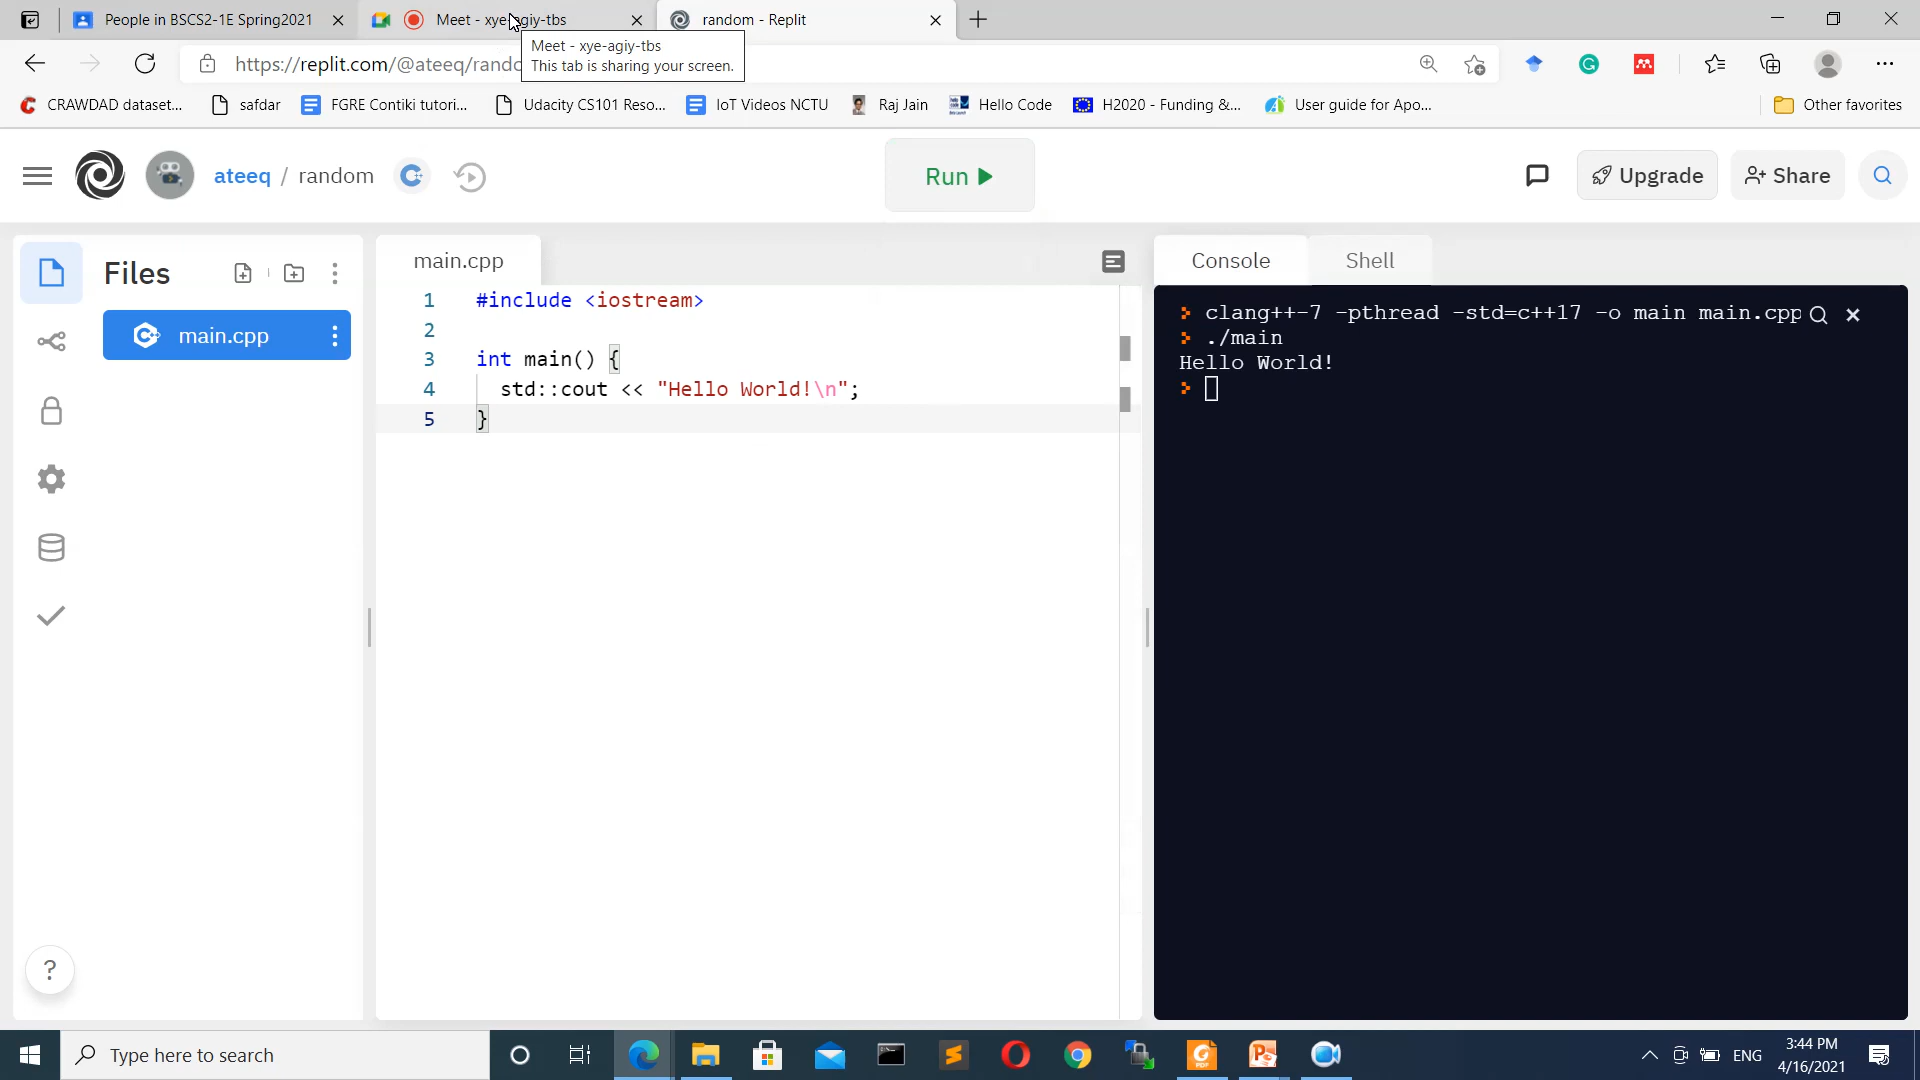 People in BSCS2-1E Spring2021
Meet - xye-agiy-tbs
random - Replit
Meet - xye-agiy-tbs
This tab is sharing your screen.
https://replit.com/@ateeq/rando
CRAWDAD dataset...
safdar
FGRE Contiki tutori...
Udacity CS101 Reso...
IoT Videos NCTU
Raj Jain
Hello Code
H2020 - Funding &...
User guide for Apo...
Other favorites
ateeq / random
Run
Upgrade
Share
Files
main.cpp
main.cpp
1 #include <iostream>
2
3 int main() {
4 std::cout << "Hello World!\n";
5 }
Console
Shell
clang++-7 -pthread -std=c++17 -o main main.cpp
./main
Hello World!
?
Type here to search
ENG
3:44 PM
4/16/2021